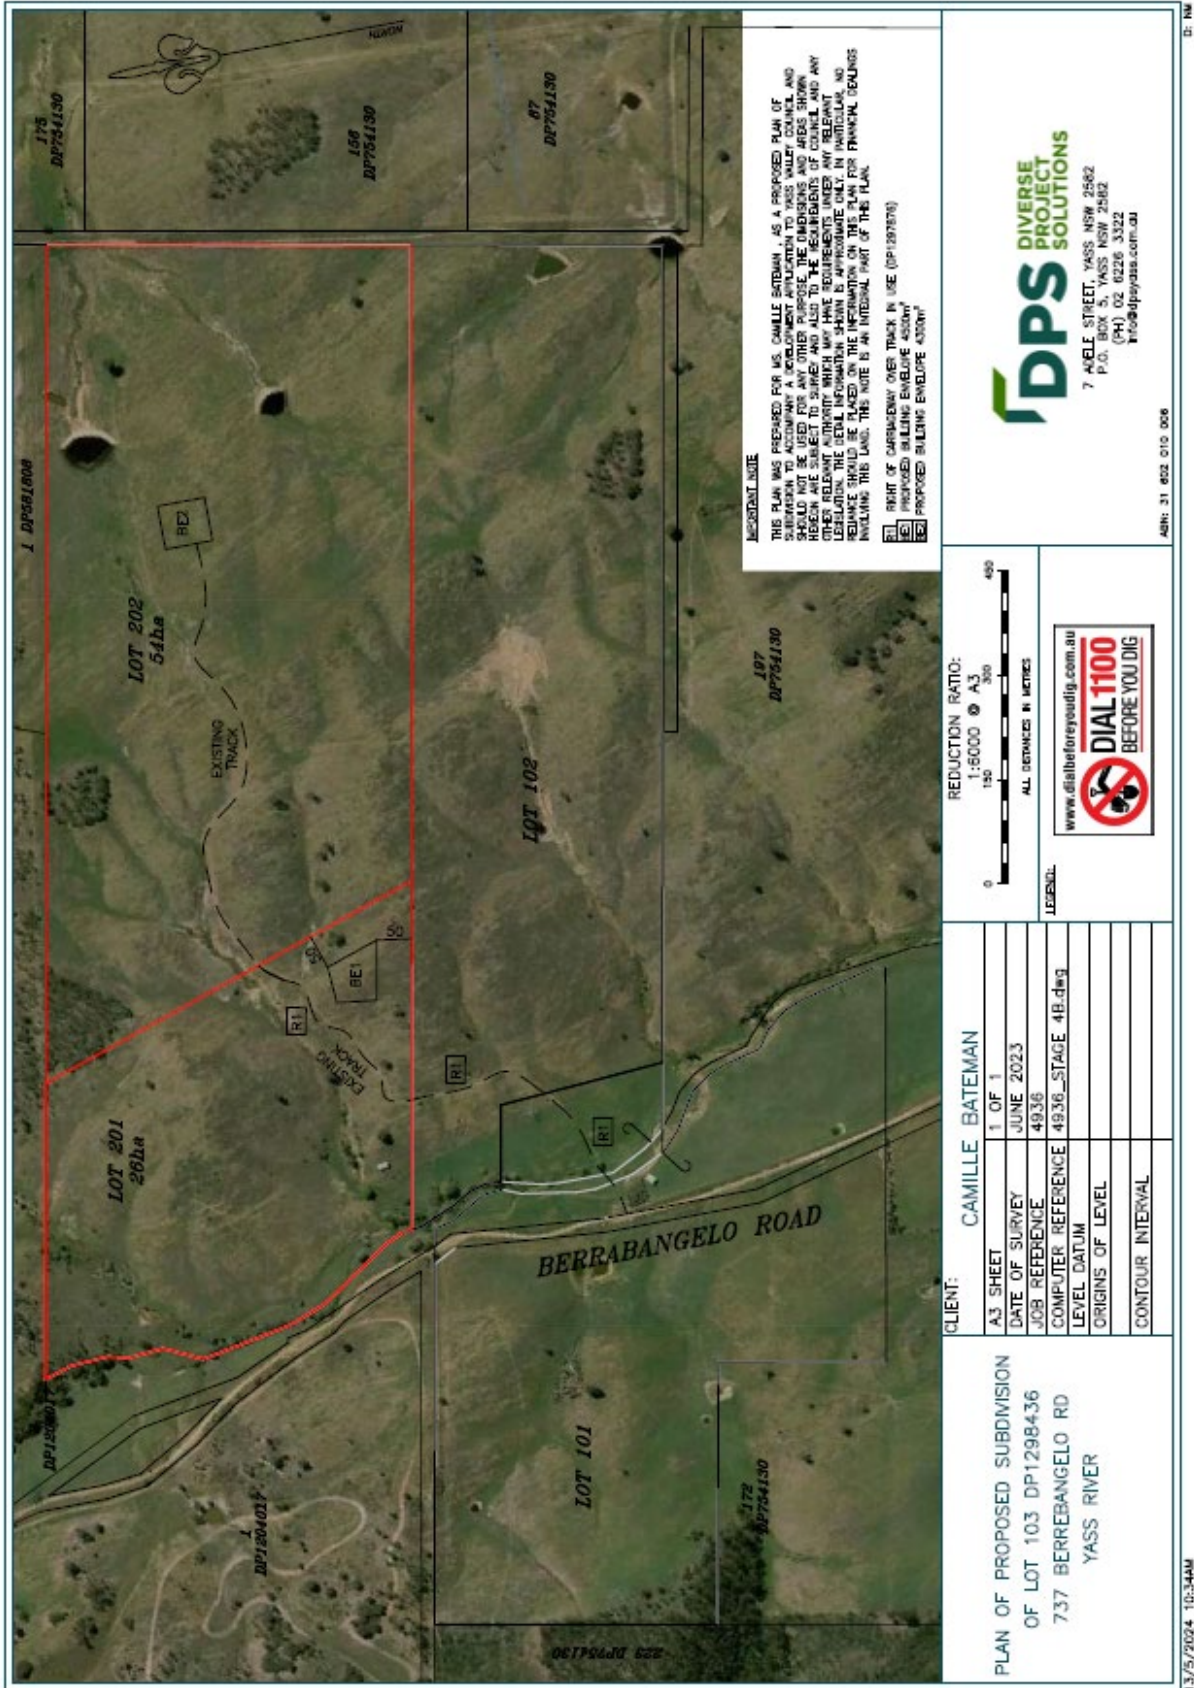 175
DP754130
NORTH
156
DP754130
87
DP754130
1 DP581808
LOT 202
54ha
BE2
EXISTING
TRACK
LOT 201
26ha
50
50
BE1
R1
EXISTING
TRACK
R1
R1
LOT 102
197
DP754130
BERRABANGELO ROAD
LOT 101
172
DP754130
1
DP1204017
223 DP754130
IMPORTANT NOTE
THIS PLAN WAS PREPARED FOR MS. CAMILLE BATEMAN , AS A PROPOSED PLAN OF
SUBDIVISION TO ACCOMPANY A DEVELOPMENT APPLICATION TO YASS VALLEY COUNCIL AND
SHOULD NOT BE USED FOR ANY OTHER PURPOSE. THE DIMENSIONS AND AREAS SHOWN
HEREON ARE SUBJECT TO SURVEY AND ALSO TO THE REQUIREMENTS OF COUNCIL AND ANY
OTHER RELEVANT AUTHORITY WHICH MAY HAVE REQUIREMENTS UNDER ANY RELEVANT
LEGISLATION. THE DETAIL INFORMATION SHOWN IS APPROXIMATE ONLY. IN PARTICULAR, NO
RELIANCE SHOULD BE PLACED ON THE INFORMATION ON THIS PLAN FOR FINANCIAL DEALINGS
INVOLVING THIS LAND. THIS NOTE IS AN INTEGRAL PART OF THIS PLAN.
R1 RIGHT OF CARRIAGEWAY OVER TRACK IN USE (DP1297676)
BE1 PROPOSED BUILDING ENVELOPE 4500m²
BE2 PROPOSED BUILDING ENVELOPE 4300m²
PLAN OF PROPOSED SUBDIVISION
OF LOT 103 DP1298436
737 BERREBANGELO RD
YASS RIVER
CLIENT:
CAMILLE BATEMAN
A3 SHEET 1 OF 1
DATE OF SURVEY JUNE 2023
JOB REFERENCE 4936
COMPUTER REFERENCE 4936_STAGE 4B.dwg
LEVEL DATUM
ORIGINS OF LEVEL
CONTOUR INTERVAL
REDUCTION RATIO:
1:6000 @ A3
0 150 300 450
ALL DISTANCES IN METRES
LEGEND:
www.dialbeforeyoudig.com.au
DIAL 1100
BEFORE YOU DIG
DPS DIVERSE
PROJECT
SOLUTIONS
7 ADELE STREET, YASS NSW 2582
P.O. BOX 5, YASS NSW 2582
(PH) 02 6226 3322
info@dpsyass.com.au
ABN: 31 602 010 006
D: NM